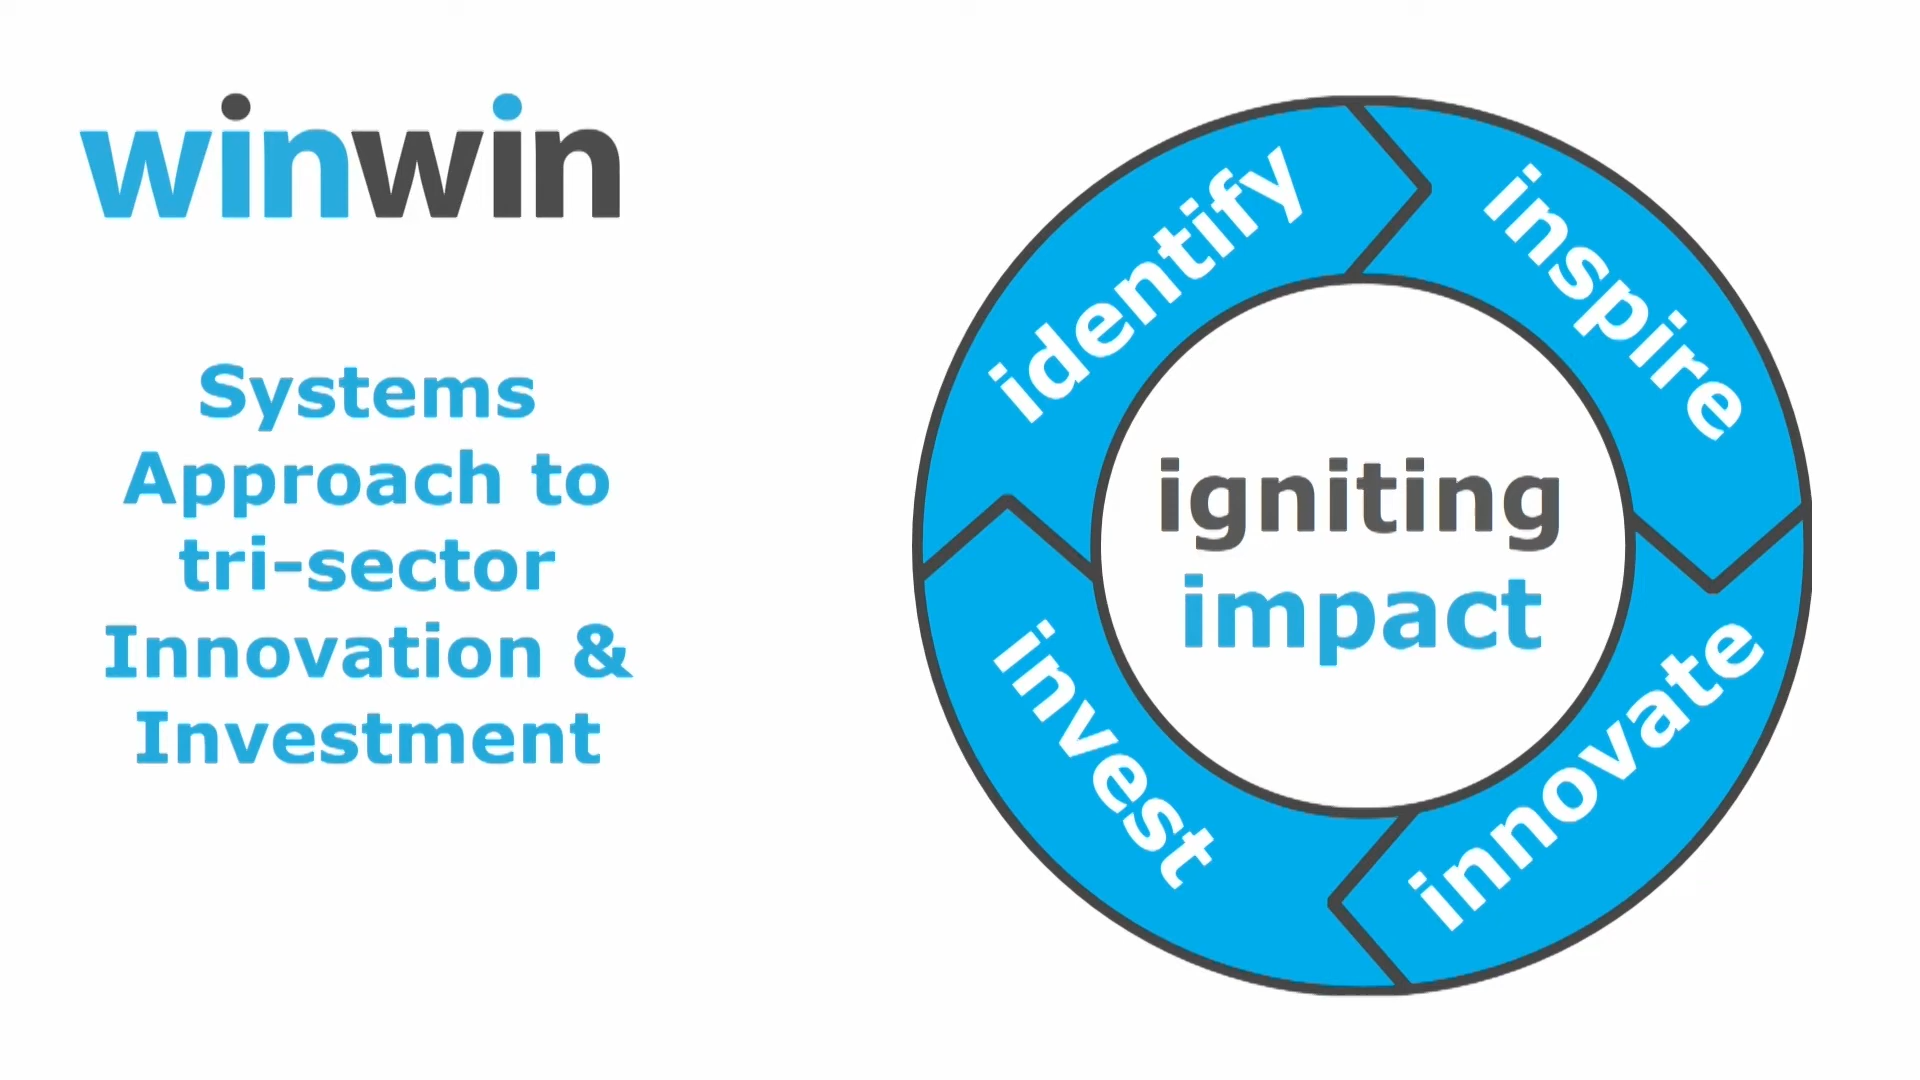 winwin
Systems
Approach to
tri-sector
Innovation &
Investment
identify
inspire
innovate
invest
igniting
impact